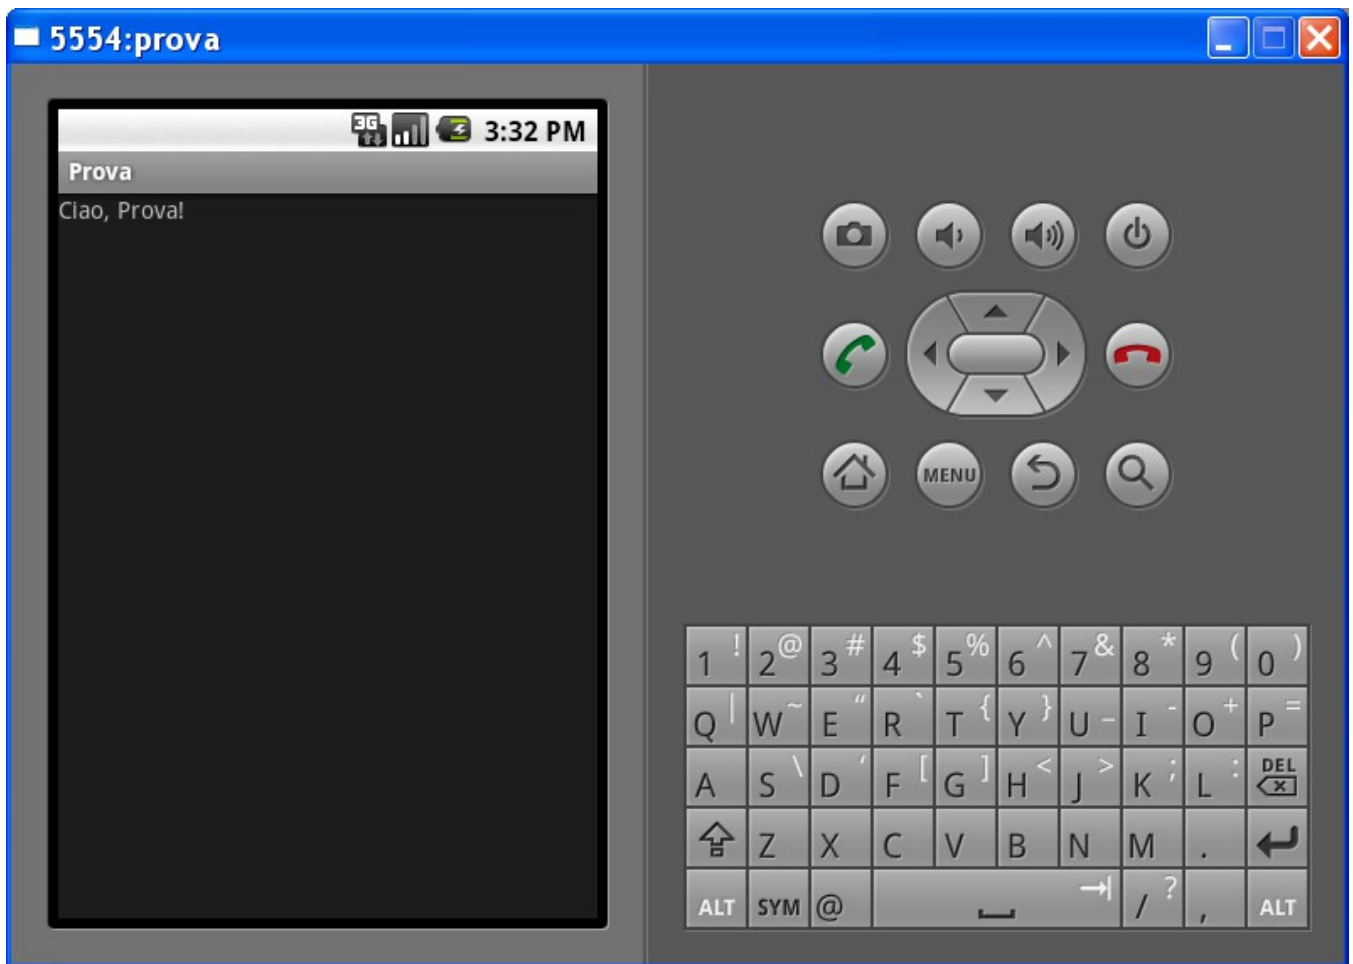 5554:prova
3G 3:32 PM
Prova
Ciao, Prova!
MENU
1 ! 2 @ 3 # 4 $ 5 % 6 ^ 7 & 8 * 9 ( 0 )
Q | W ~ E “ R ` T { Y } U _ I - O + P =
A S \ D ‘ F [ G ] H < J > K ; L : DEL
Z X C V B N M .
ALT SYM @ / ? , ALT